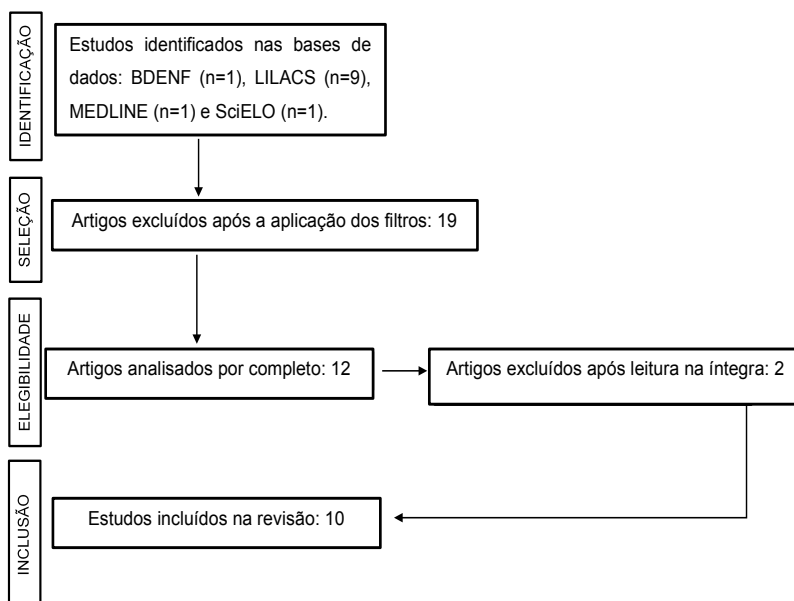 IDENTIFICAÇÃO
Estudos identificados nas bases de
dados: BDENF (n=1), LILACS (n=9),
MEDLINE (n=1) e SciELO (n=1).
SELEÇÃO
Artigos excluídos após a aplicação dos filtros: 19
ELEGIBILIDADE
Artigos analisados por completo: 12
Artigos excluídos após leitura na íntegra: 2
INCLUSÃO
Estudos incluídos na revisão: 10